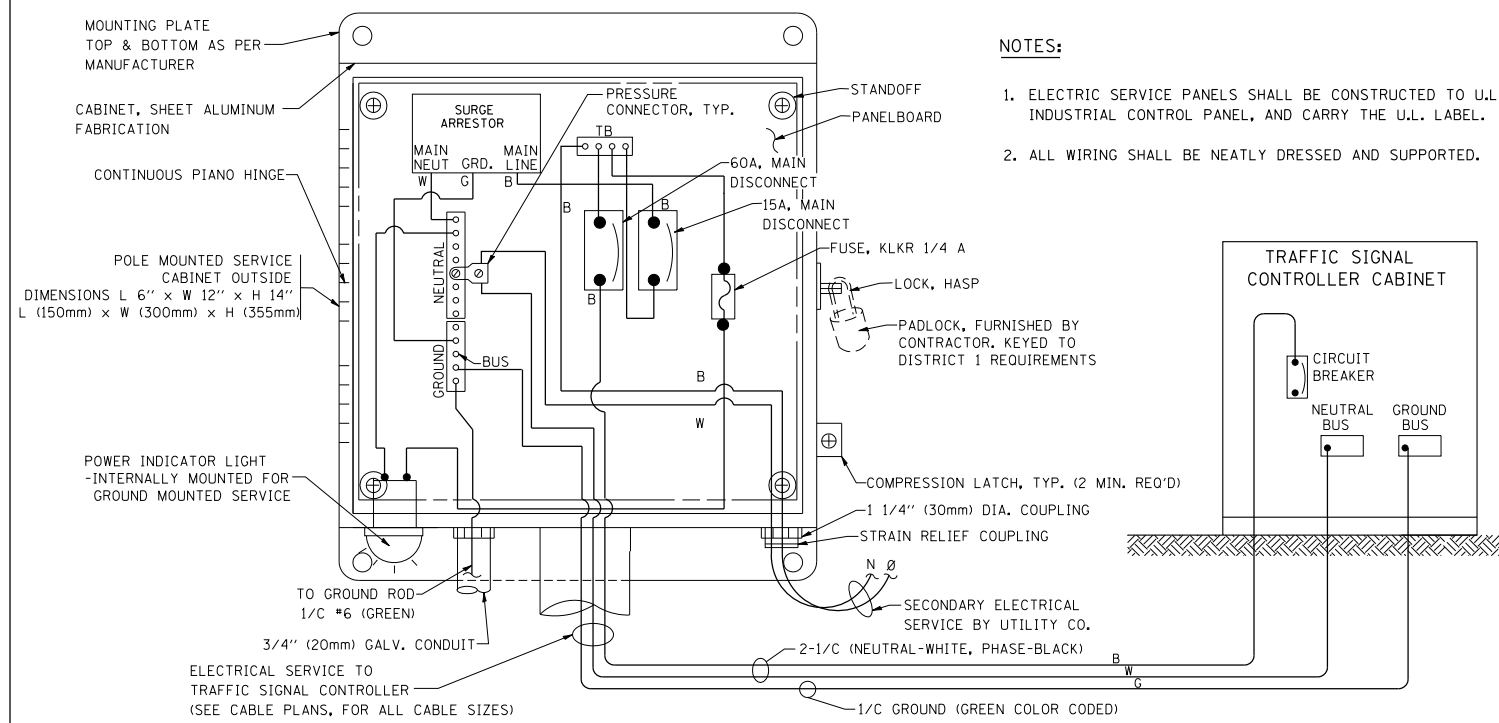 MOUNTING PLATE
TOP & BOTTOM AS PER
MANUFACTURER
CABINET, SHEET ALUMINUM
FABRICATION
CONTINUOUS PIANO HINGE
POLE MOUNTED SERVICE
CABINET OUTSIDE
DIMENSIONS L 6'' x W 12'' x H 14''
L (150mm) x W (300mm) x H (355mm)
POWER INDICATOR LIGHT
-INTERNALLY MOUNTED FOR
GROUND MOUNTED SERVICE
SURGE
ARRESTOR
MAIN
NEUT
GRD.
MAIN
LINE
W
G
B
PRESSURE
CONNECTOR, TYP.
TB
60A, MAIN
DISCONNECT
15A, MAIN
DISCONNECT
B
B
B
NEUTRAL
GROUND
BUS
B
W
STANDOFF
PANELBOARD
FUSE, KLKR 1/4 A
LOCK, HASP
PADLOCK, FURNISHED BY
CONTRACTOR. KEYED TO
DISTRICT 1 REQUIREMENTS
COMPRESSION LATCH, TYP. (2 MIN. REQ'D)
1 1/4'' (30mm) DIA. COUPLING
STRAIN RELIEF COUPLING
N Ø
SECONDARY ELECTRICAL
SERVICE BY UTILITY CO.
TO GROUND ROD
1/C #6 (GREEN)
3/4'' (20mm) GALV. CONDUIT
ELECTRICAL SERVICE TO
TRAFFIC SIGNAL CONTROLLER
(SEE CABLE PLANS, FOR ALL CABLE SIZES)
2-1/C (NEUTRAL-WHITE, PHASE-BLACK)
B
W
G
1/C GROUND (GREEN COLOR CODED)
NOTES:
1. ELECTRIC SERVICE PANELS SHALL BE CONSTRUCTED TO U.L
INDUSTRIAL CONTROL PANEL, AND CARRY THE U.L. LABEL.
2. ALL WIRING SHALL BE NEATLY DRESSED AND SUPPORTED.
TRAFFIC SIGNAL
CONTROLLER CABINET
CIRCUIT
BREAKER
NEUTRAL
BUS
GROUND
BUS